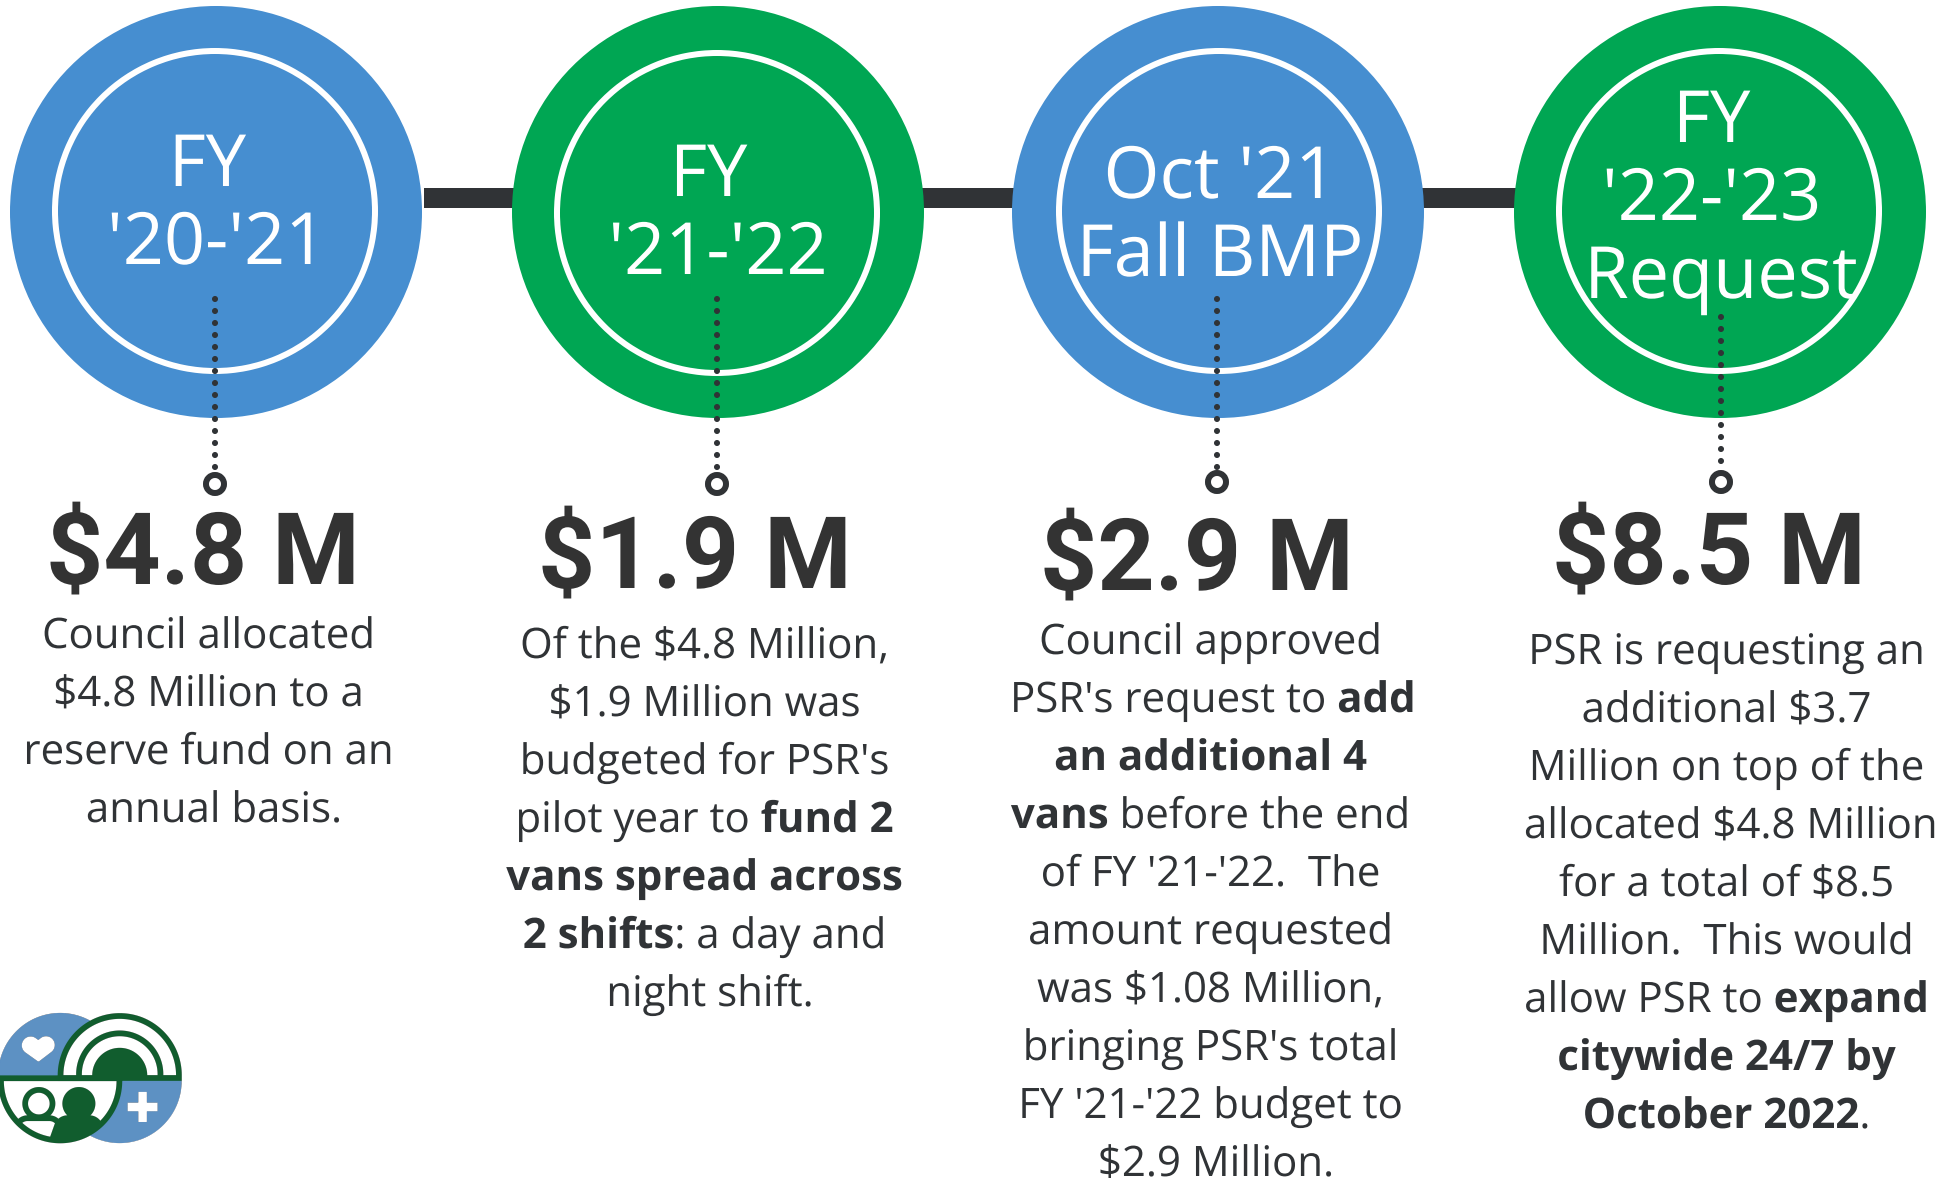 FY
'20-'21
$4.8 M
Council allocated
$4.8 Million to a
reserve fund on an
annual basis.
FY
'21-'22
$1.9 M
Of the $4.8 Million,
$1.9 Million was
budgeted for PSR's
pilot year to fund 2
vans spread across
2 shifts: a day and
night shift.
Oct '21
Fall BMP
$2.9 M
Council approved
PSR's request to add
an additional 4
vans before the end
of FY '21-'22.  The
amount requested
was $1.08 Million,
bringing PSR's total
FY '21-'22 budget to
$2.9 Million.
FY
'22-'23
Request
$8.5 M
PSR is requesting an
additional $3.7
Million on top of the
allocated $4.8 Million
for a total of $8.5
Million.  This would
allow PSR to expand
citywide 24/7 by
October 2022.